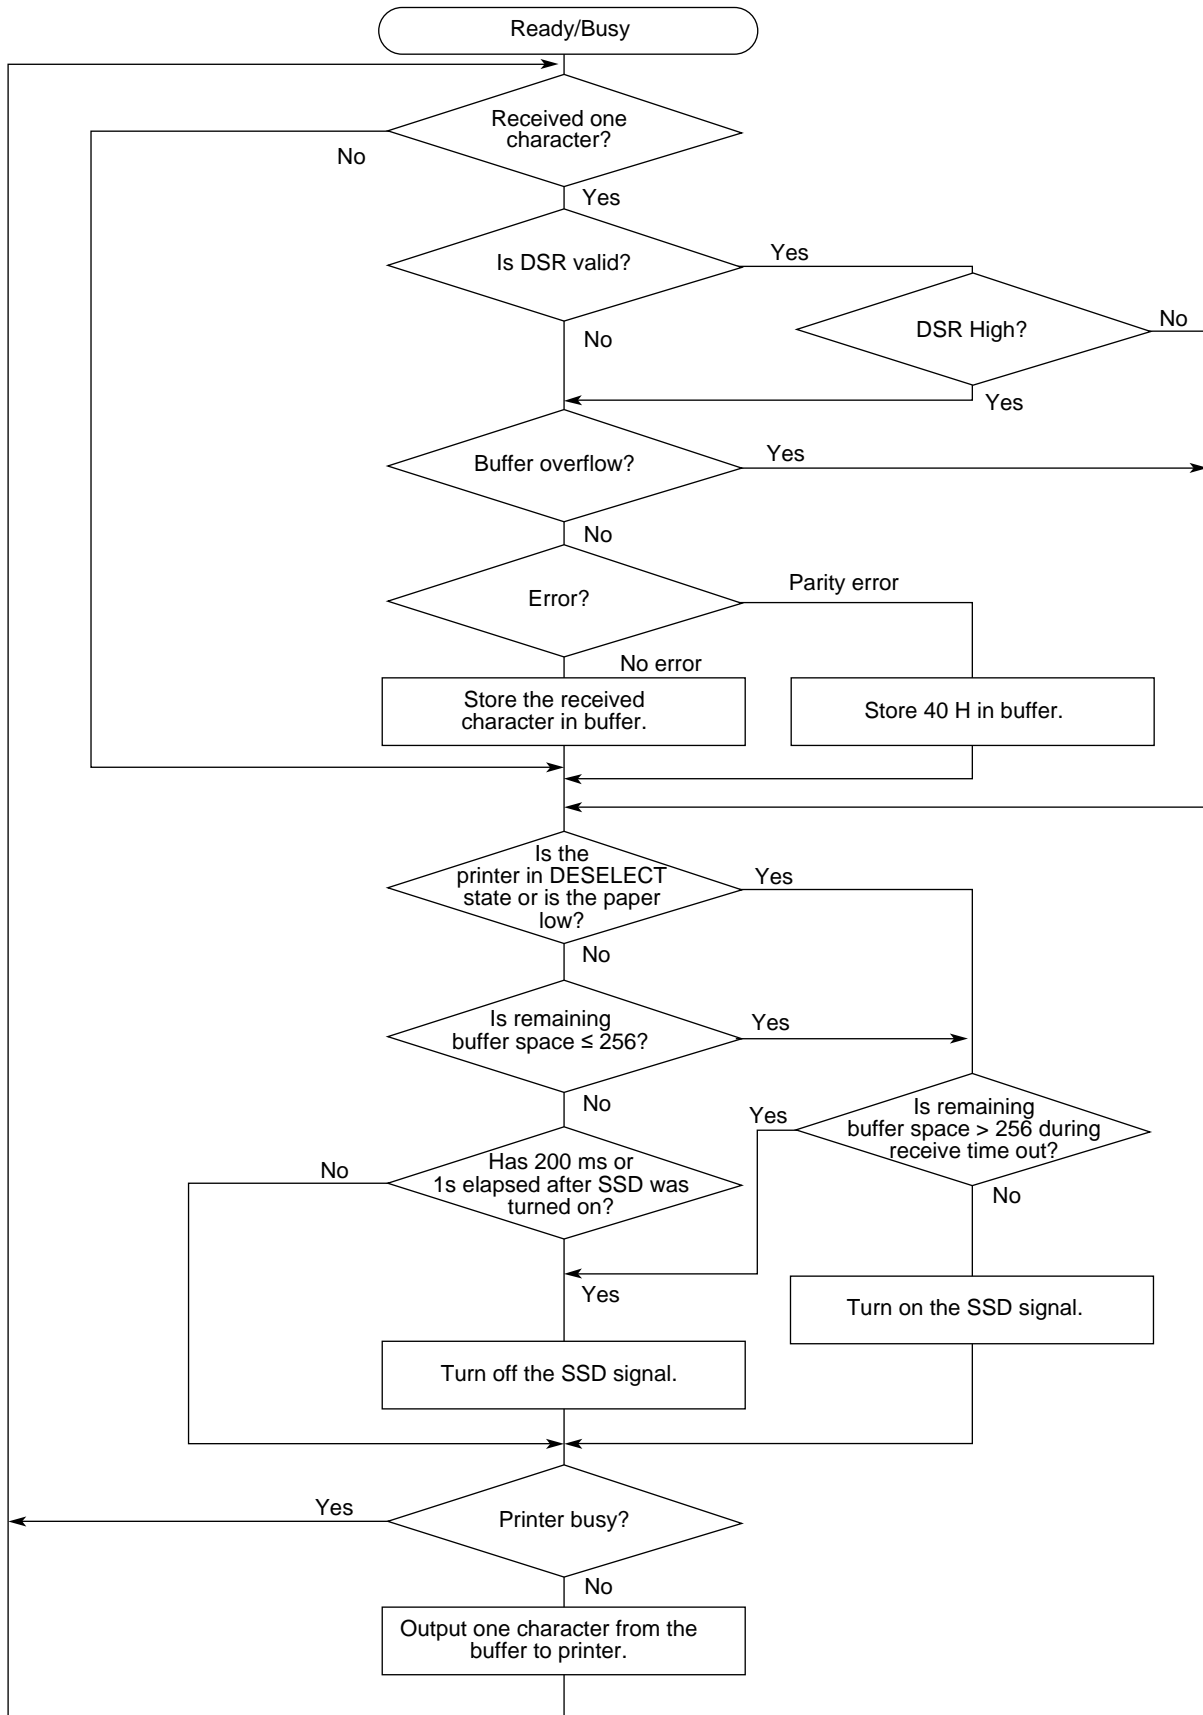 Ready/Busy
Received one
character?
No
Yes
Is DSR valid?
Yes
No
DSR High?
No
Yes
Buffer overflow?
Yes
No
Error?
Parity error
No error
Store the received
character in buffer.
Store 40 H in buffer.
Is the
printer in DESELECT
state or is the paper
low?
Yes
No
Is remaining
buffer space ≤ 256?
Yes
No
Is remaining
buffer space > 256 during
receive time out?
Yes
No
Has 200 ms or
1s elapsed after SSD was
turned on?
No
Yes
Turn on the SSD signal.
Turn off the SSD signal.
Printer busy?
Yes
No
Output one character from the
buffer to printer.